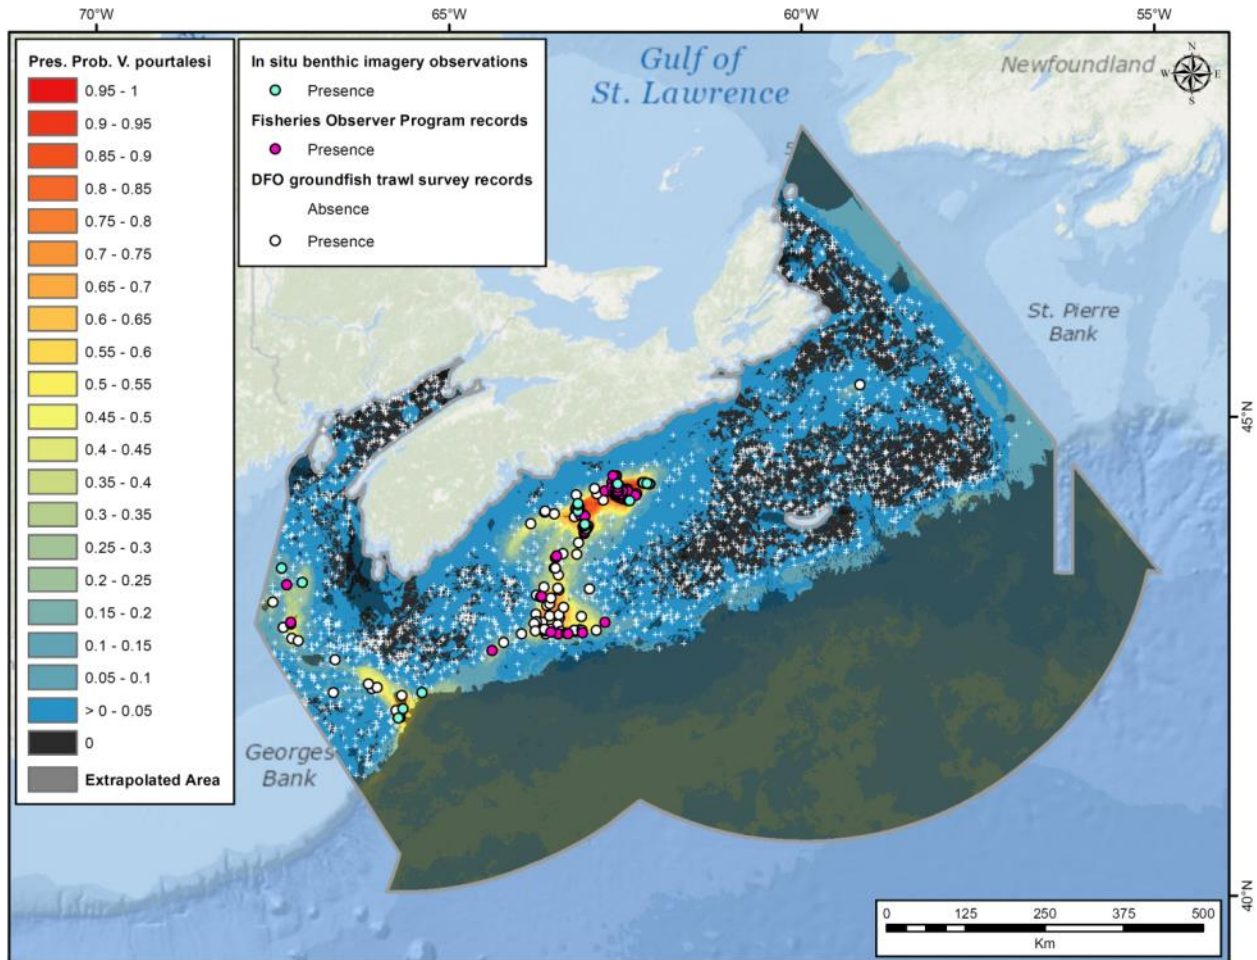 70°W
65°W
60°W
55°W
Pres. Prob. V. pourtalesi
0.95 - 1
0.9 - 0.95
0.85 - 0.9
0.8 - 0.85
0.75 - 0.8
0.7 - 0.75
0.65 - 0.7
0.6 - 0.65
0.55 - 0.6
0.5 - 0.55
0.45 - 0.5
0.4 - 0.45
0.35 - 0.4
0.3 - 0.35
0.25 - 0.3
0.2 - 0.25
0.15 - 0.2
0.1 - 0.15
0.05 - 0.1
> 0 - 0.05
0
Extrapolated Area
In situ benthic imagery observations
Presence
Fisheries Observer Program records
Presence
DFO groundfish trawl survey records
Absence
Presence
Gulf of
St. Lawrence
Newfoundland
N
W
E
S
St. Pierre
Bank
45°N
Georges
Bank
40°N
0
125
250
375
500
Km